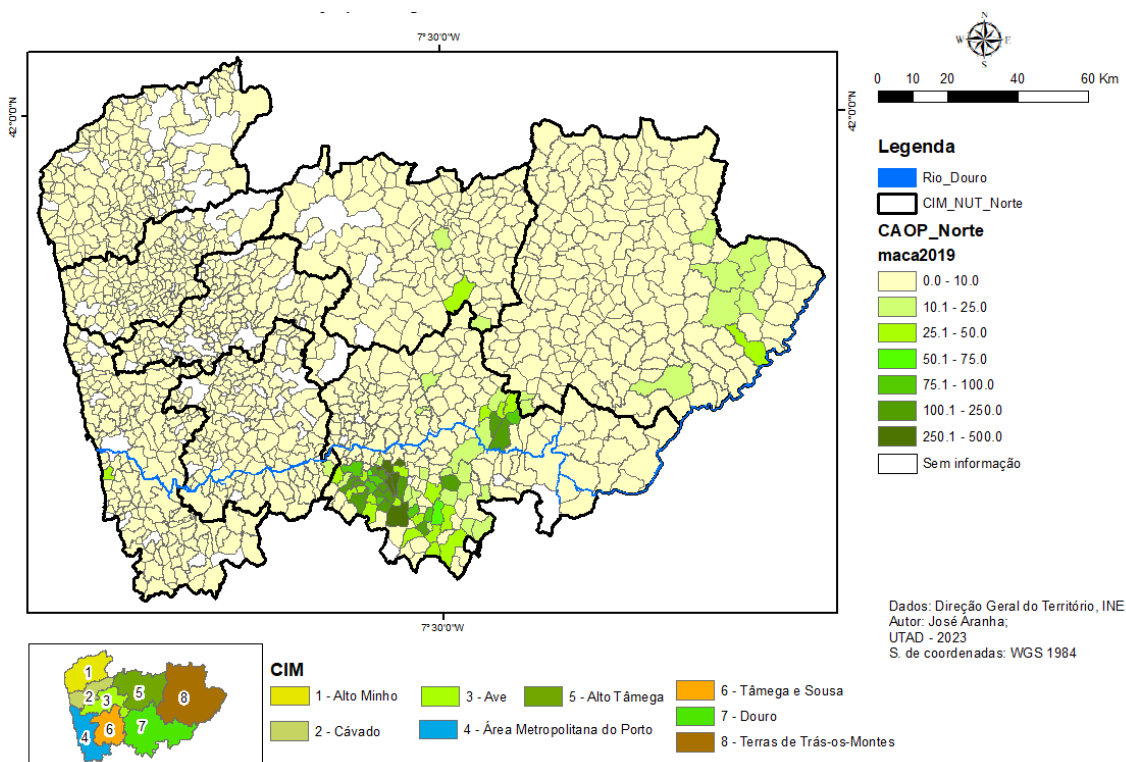 7°30'0"W
N
W E
S
0 10 20 40 60 Km
42°0'0"N
42°0'0"N
Legenda
Rio_Douro
CIM_NUT_Norte
CAOP_Norte
maca2019
0.0 - 10.0
10.1 - 25.0
25.1 - 50.0
50.1 - 75.0
75.1 - 100.0
100.1 - 250.0
250.1 - 500.0
Sem informação
7°30'0"W
Dados: Direção Geral do Território, INE
Autor: José Aranha;
UTAD - 2023
S. de coordenadas: WGS 1984
1
2
3
4
5
6
7
8
CIM
1 - Alto Minho
2 - Cávado
3 - Ave
4 - Área Metropolitana do Porto
5 - Alto Tâmega
6 - Tâmega e Sousa
7 - Douro
8 - Terras de Trás-os-Montes